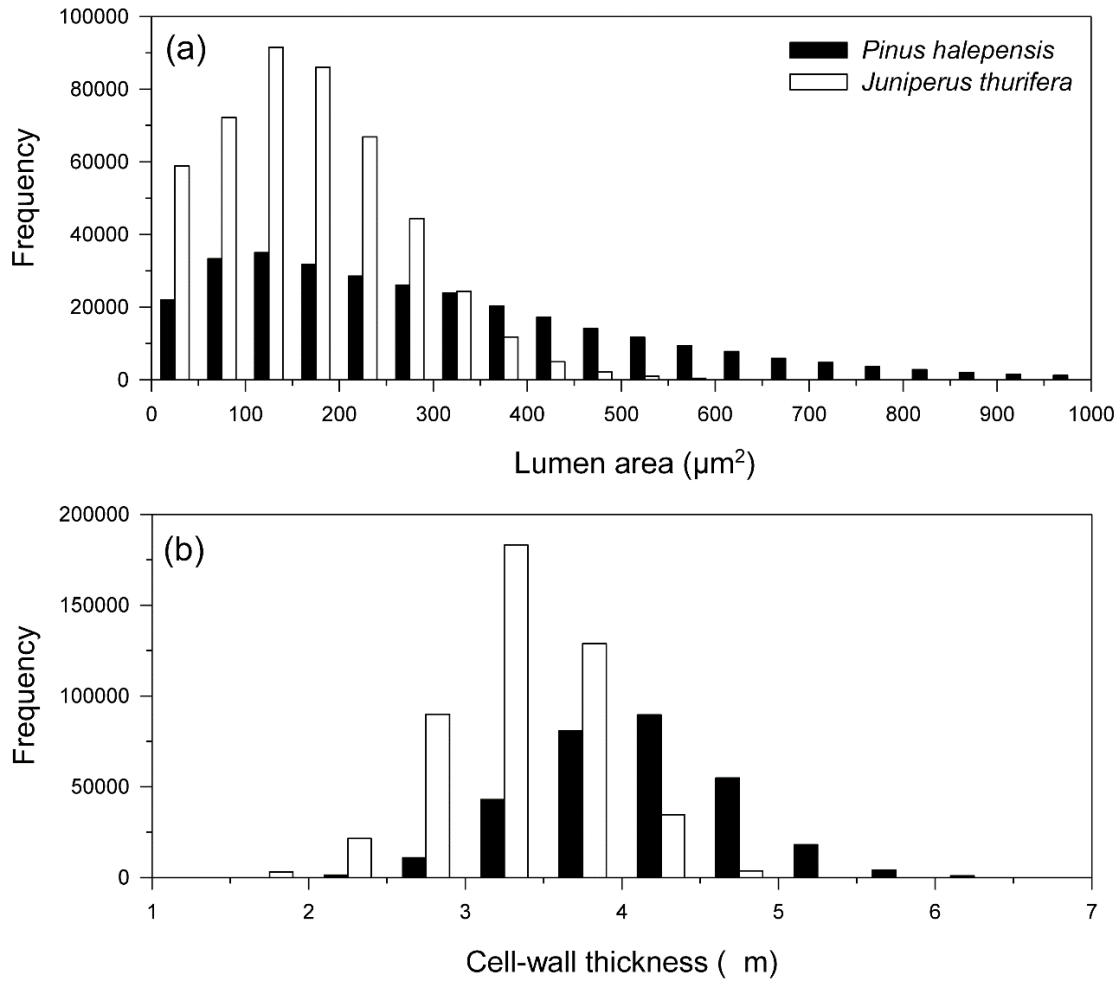 (a)
Pinus halepensis
Juniperus thurifera
Frequency
100000
80000
60000
40000
20000
0
0 100 200 300 400 500 600 700 800 900 1000
Lumen area (µm²)
(b)
Frequency
200000
150000
100000
50000
0
1 2 3 4 5 6 7
Cell-wall thickness ( m)